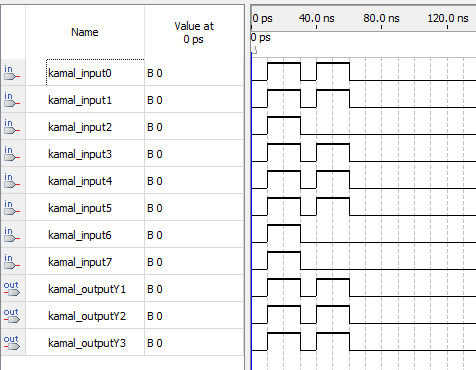 Name
Value at
0 ps
0 ps 40.0 ns 80.0 ns 120.0 ns
0 ps
in kamal_input0 B 0
in kamal_input1 B 0
in kamal_input2 B 0
in kamal_input3 B 0
in kamal_input4 B 0
in kamal_input5 B 0
in kamal_input6 B 0
in kamal_input7 B 0
out kamal_outputY1 B 0
out kamal_outputY2 B 0
out kamal_outputY3 B 0